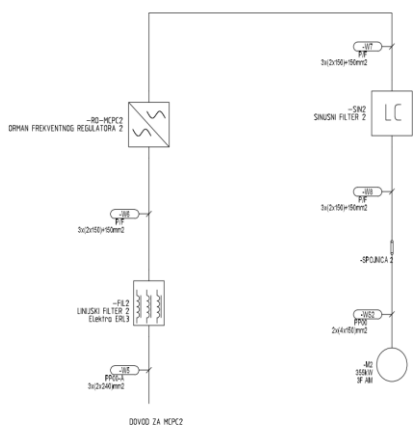 -W7
P/F
3x(2x150)+150mm2
-SIN2
SINUSNI FILTER 2
LC
-RO-MCPC2
ORMAN FREKVENTNOG REGULATORA 2
-W8
P/F
3x(2x150)+150mm2
-W6
P/F
3x(2x150)+150mm2
-SPOJNICA 2
-FIL2
LINIJSKI FILTER 2
Elektro ERL3
-WS2
PP00
2x(4x150)mm2
-W5
PP00-A
3x(2x240)mm2
-M2
355kW
3F AM
DOVOD ZA MCPC2